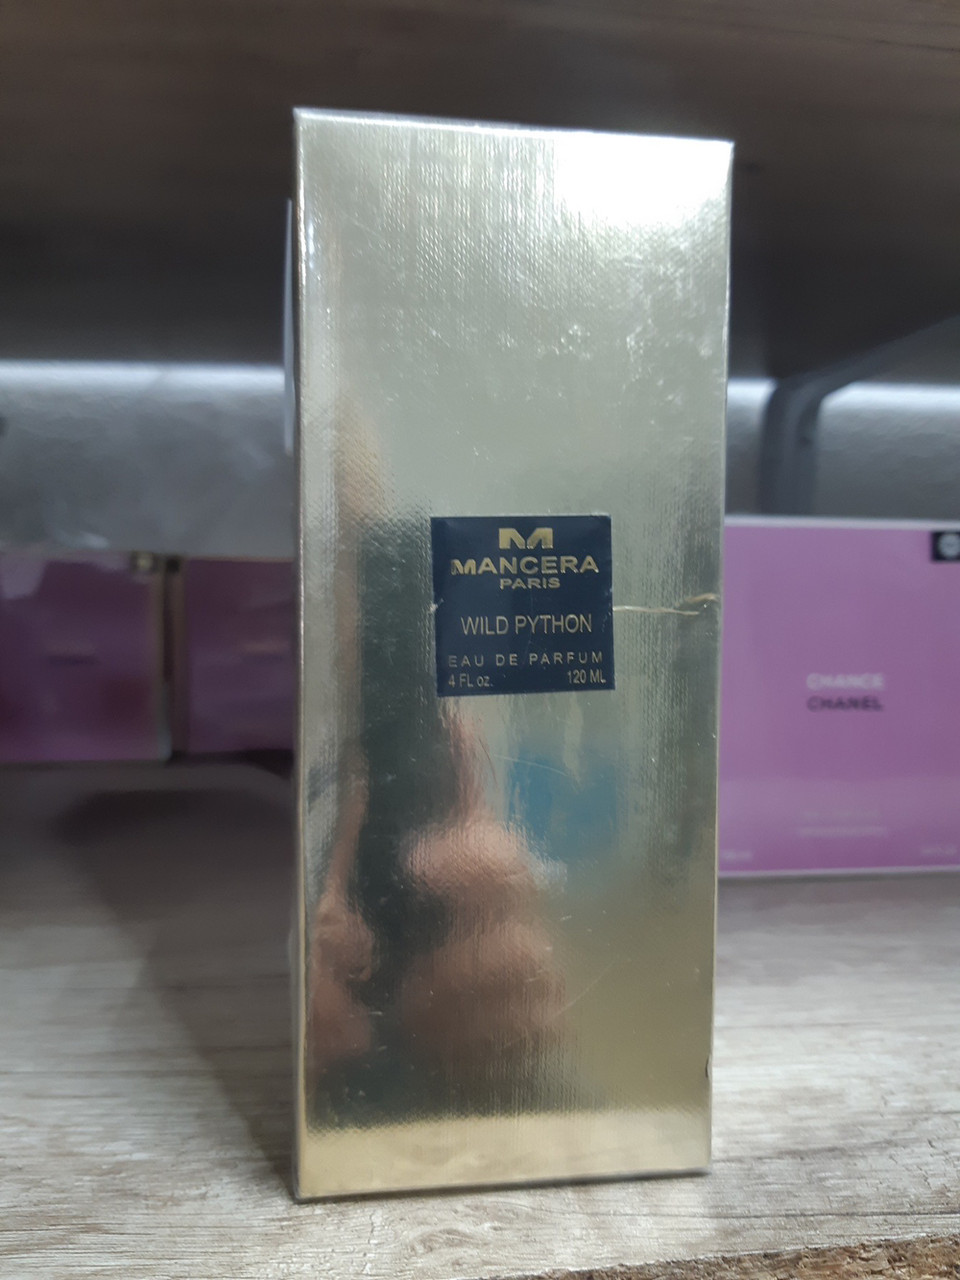 M
MANCERA
PARIS
WILD PYTHON
EAU DE PARFUM
4 FL oz. 120 ML
CHANCE
CHANEL